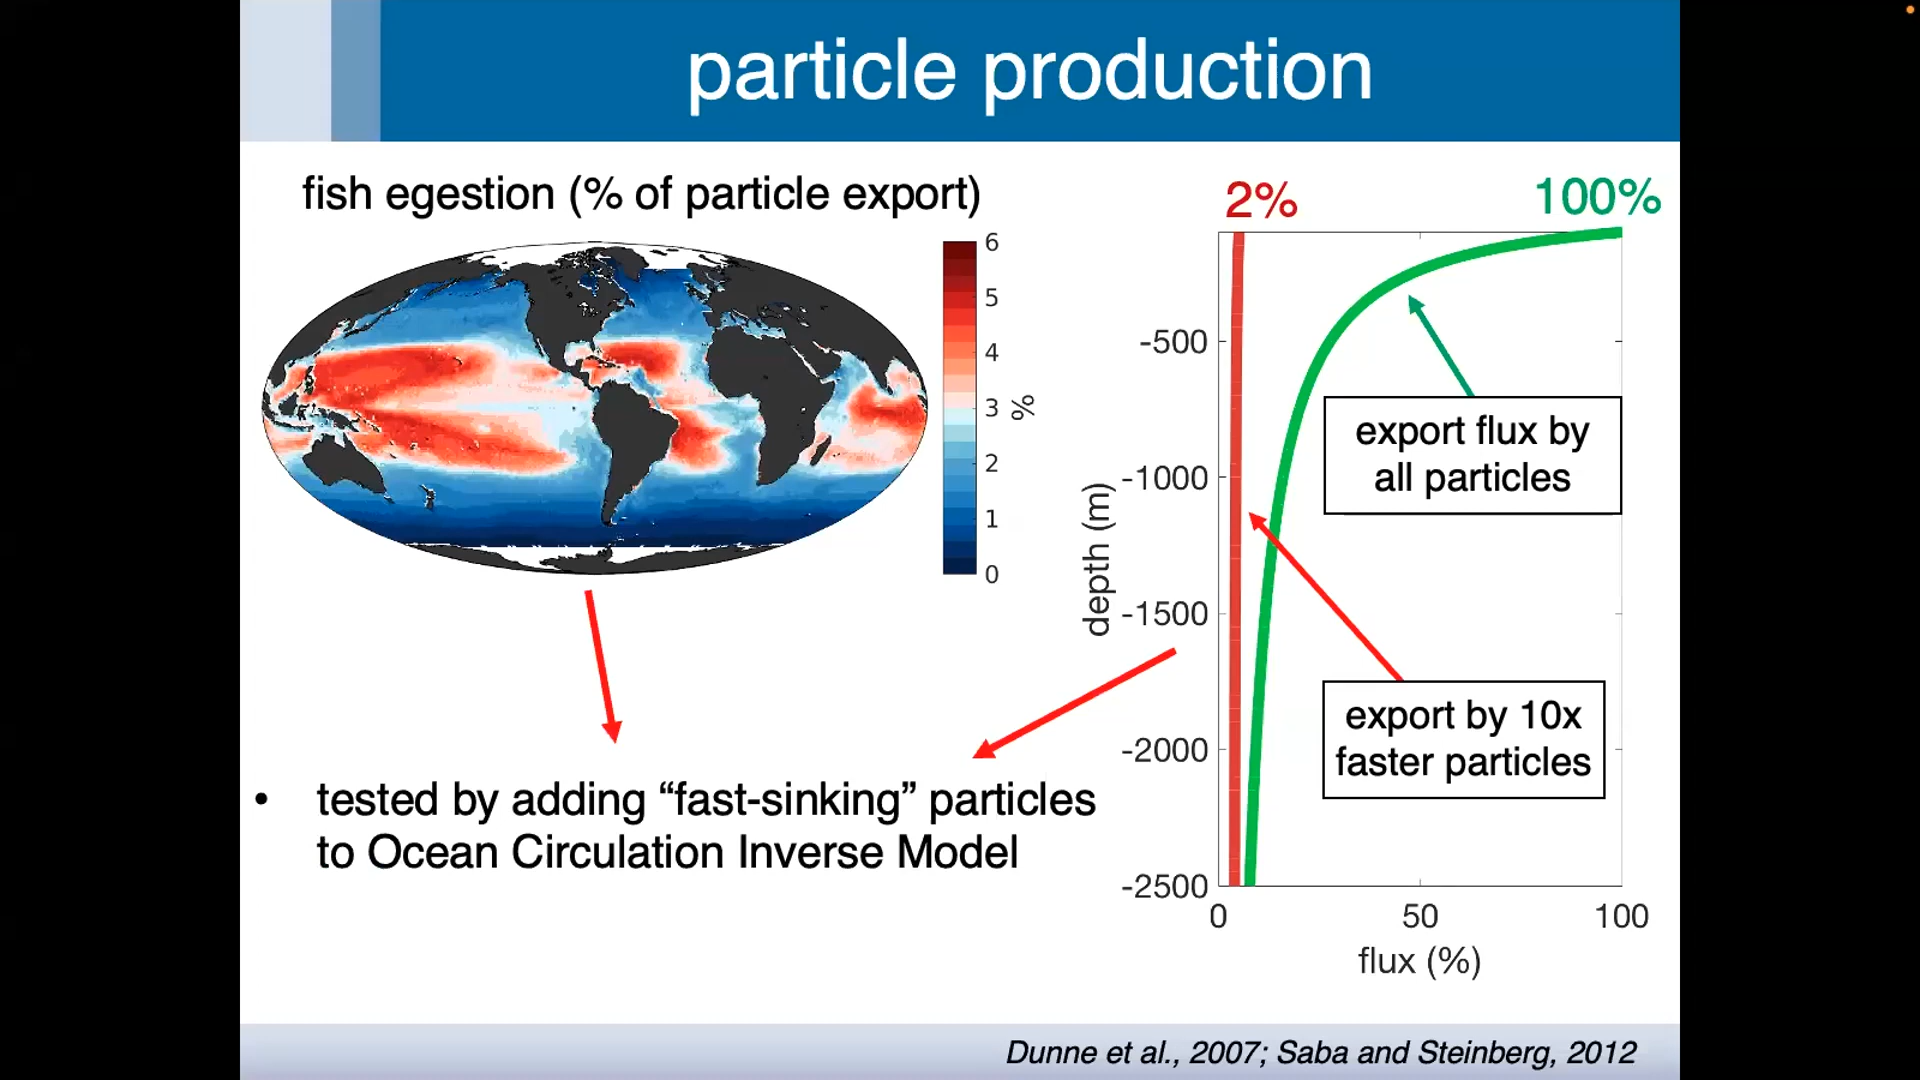 particle production
fish egestion (% of particle export)
6
5
4
3
2
1
0
%
2%
100%
-500
-1000
-1500
-2000
-2500
depth (m)
0
50
100
flux (%)
export flux by
all particles
export by 10x
faster particles
• tested by adding “fast-sinking” particles
to Ocean Circulation Inverse Model
Dunne et al., 2007; Saba and Steinberg, 2012